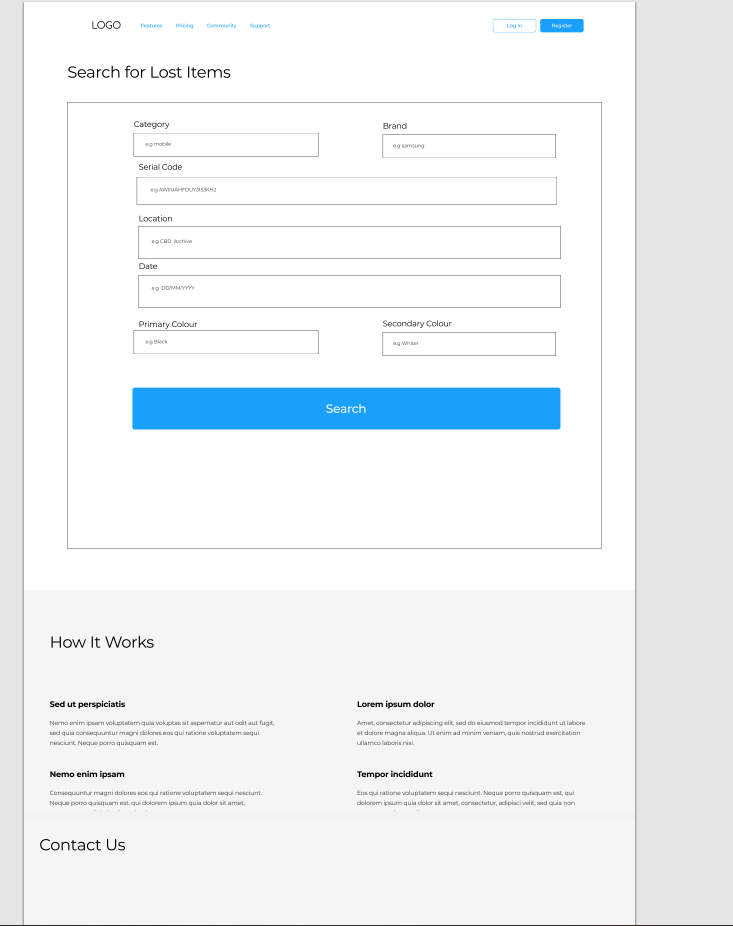 LOGO Features Pricing Community Support Log in Register
Search for Lost Items
Category Brand
e.g mobile e.g samsung
Serial Code
e.g AWIIUAHFDUY3153KH2
Location
e.g CBD Archive
Date
e.g DD/MM/YYYY
Primary Colour Secondary Colour
e.g Black e.g Whiter
Search
How It Works
Sed ut perspiciatis
Nemo enim ipsam voluptatem quia voluptas sit aspernatur aut odit aut fugit,
sed quia consequuntur magni dolores eos qui ratione voluptatem sequi
nesciunt. Neque porro quisquam est.
Lorem ipsum dolor
Amet, consectetur adipiscing elit, sed do eiusmod tempor incididunt ut labore
et dolore magna aliqua. Ut enim ad minim veniam, quis nostrud exercitation
ullamco laboris nisi.
Nemo enim ipsam
Consequuntur magni dolores eos qui ratione voluptatem sequi nesciunt.
Neque porro quisquam est, qui dolorem ipsum quia dolor sit amet,
Tempor incididunt
Eos qui ratione voluptatem sequi nesciunt. Neque porro quisquam est, qui
dolorem ipsum quia dolor sit amet, consectetur, adipisci velit, sed quia non
Contact Us